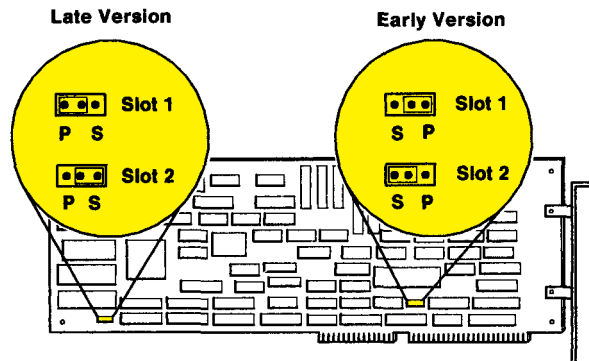 Late Version
Slot 1
P S
Slot 2
P S
Early Version
Slot 1
S P
Slot 2
S P